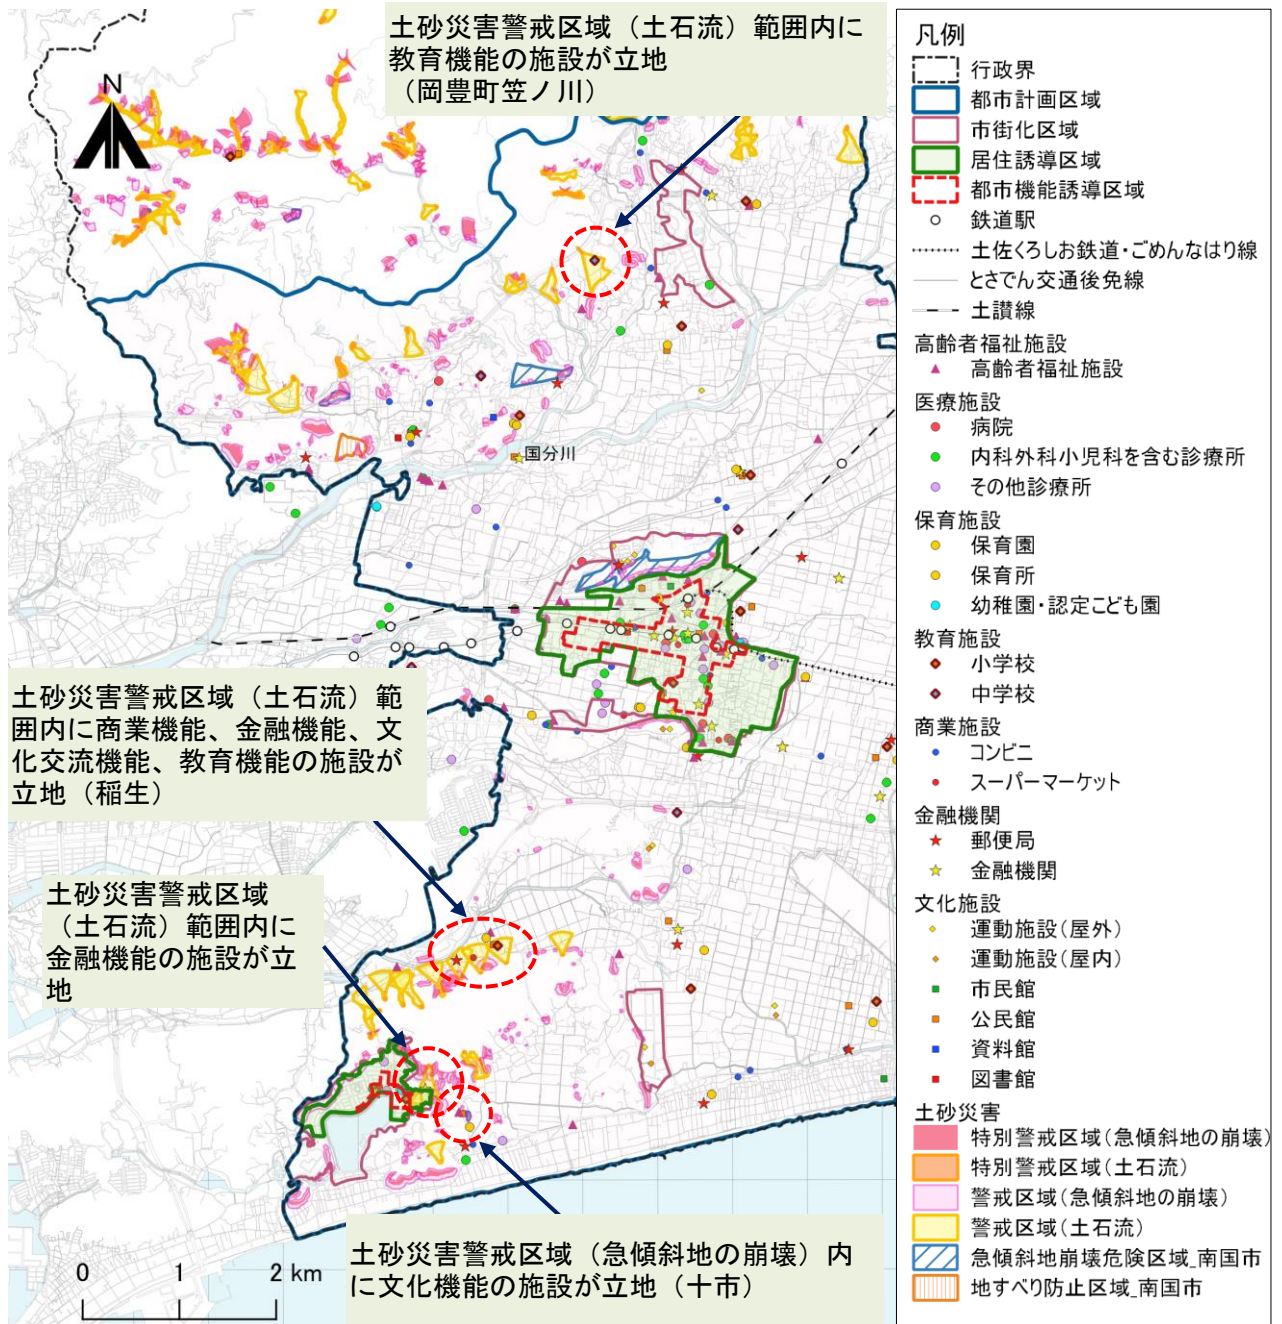 土砂災害警戒区域（土石流）範囲内に
教育機能の施設が立地
（岡豊町笠ノ川）
N
国分川
土砂災害警戒区域（土石流）範
囲内に商業機能、金融機能、文
化交流機能、教育機能の施設が
立地（稲生）
土砂災害警戒区域
（土石流）範囲内に
金融機能の施設が立
地
土砂災害警戒区域（急傾斜地の崩壊）内
に文化機能の施設が立地（十市）
0 1 2 km
凡例
行政界
都市計画区域
市街化区域
居住誘導区域
都市機能誘導区域
鉄道駅
土佐くろしお鉄道・ごめんなはり線
とさでん交通後免線
土讃線
高齢者福祉施設
高齢者福祉施設
医療施設
病院
内科外科小児科を含む診療所
その他診療所
保育施設
保育園
保育所
幼稚園・認定こども園
教育施設
小学校
中学校
商業施設
コンビニ
スーパーマーケット
金融機関
郵便局
金融機関
文化施設
運動施設（屋外）
運動施設（屋内）
市民館
公民館
資料館
図書館
土砂災害
特別警戒区域（急傾斜地の崩壊）
特別警戒区域（土石流）
警戒区域（急傾斜地の崩壊）
警戒区域（土石流）
急傾斜地崩壊危険区域_南国市
地すべり防止区域_南国市